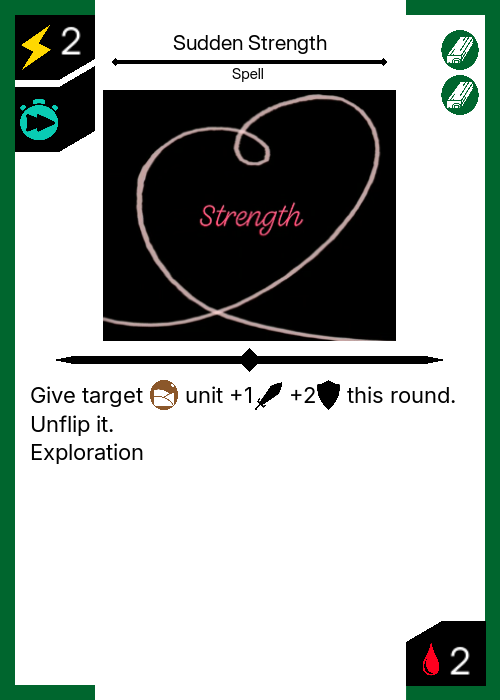 2
Sudden Strength
Spell
Strength
Give target unit +1 +2 this round.
Unflip it.
Exploration
2